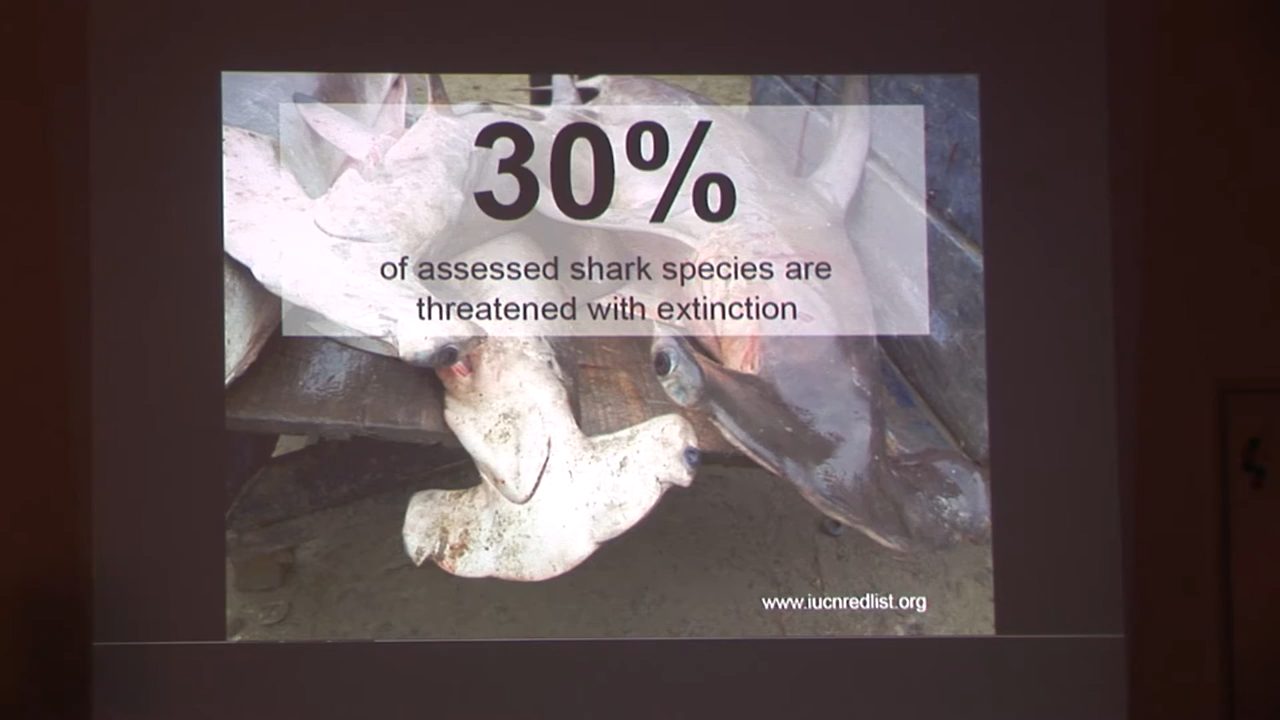 30%
of assessed shark species are
threatened with extinction
www.iucnredlist.org